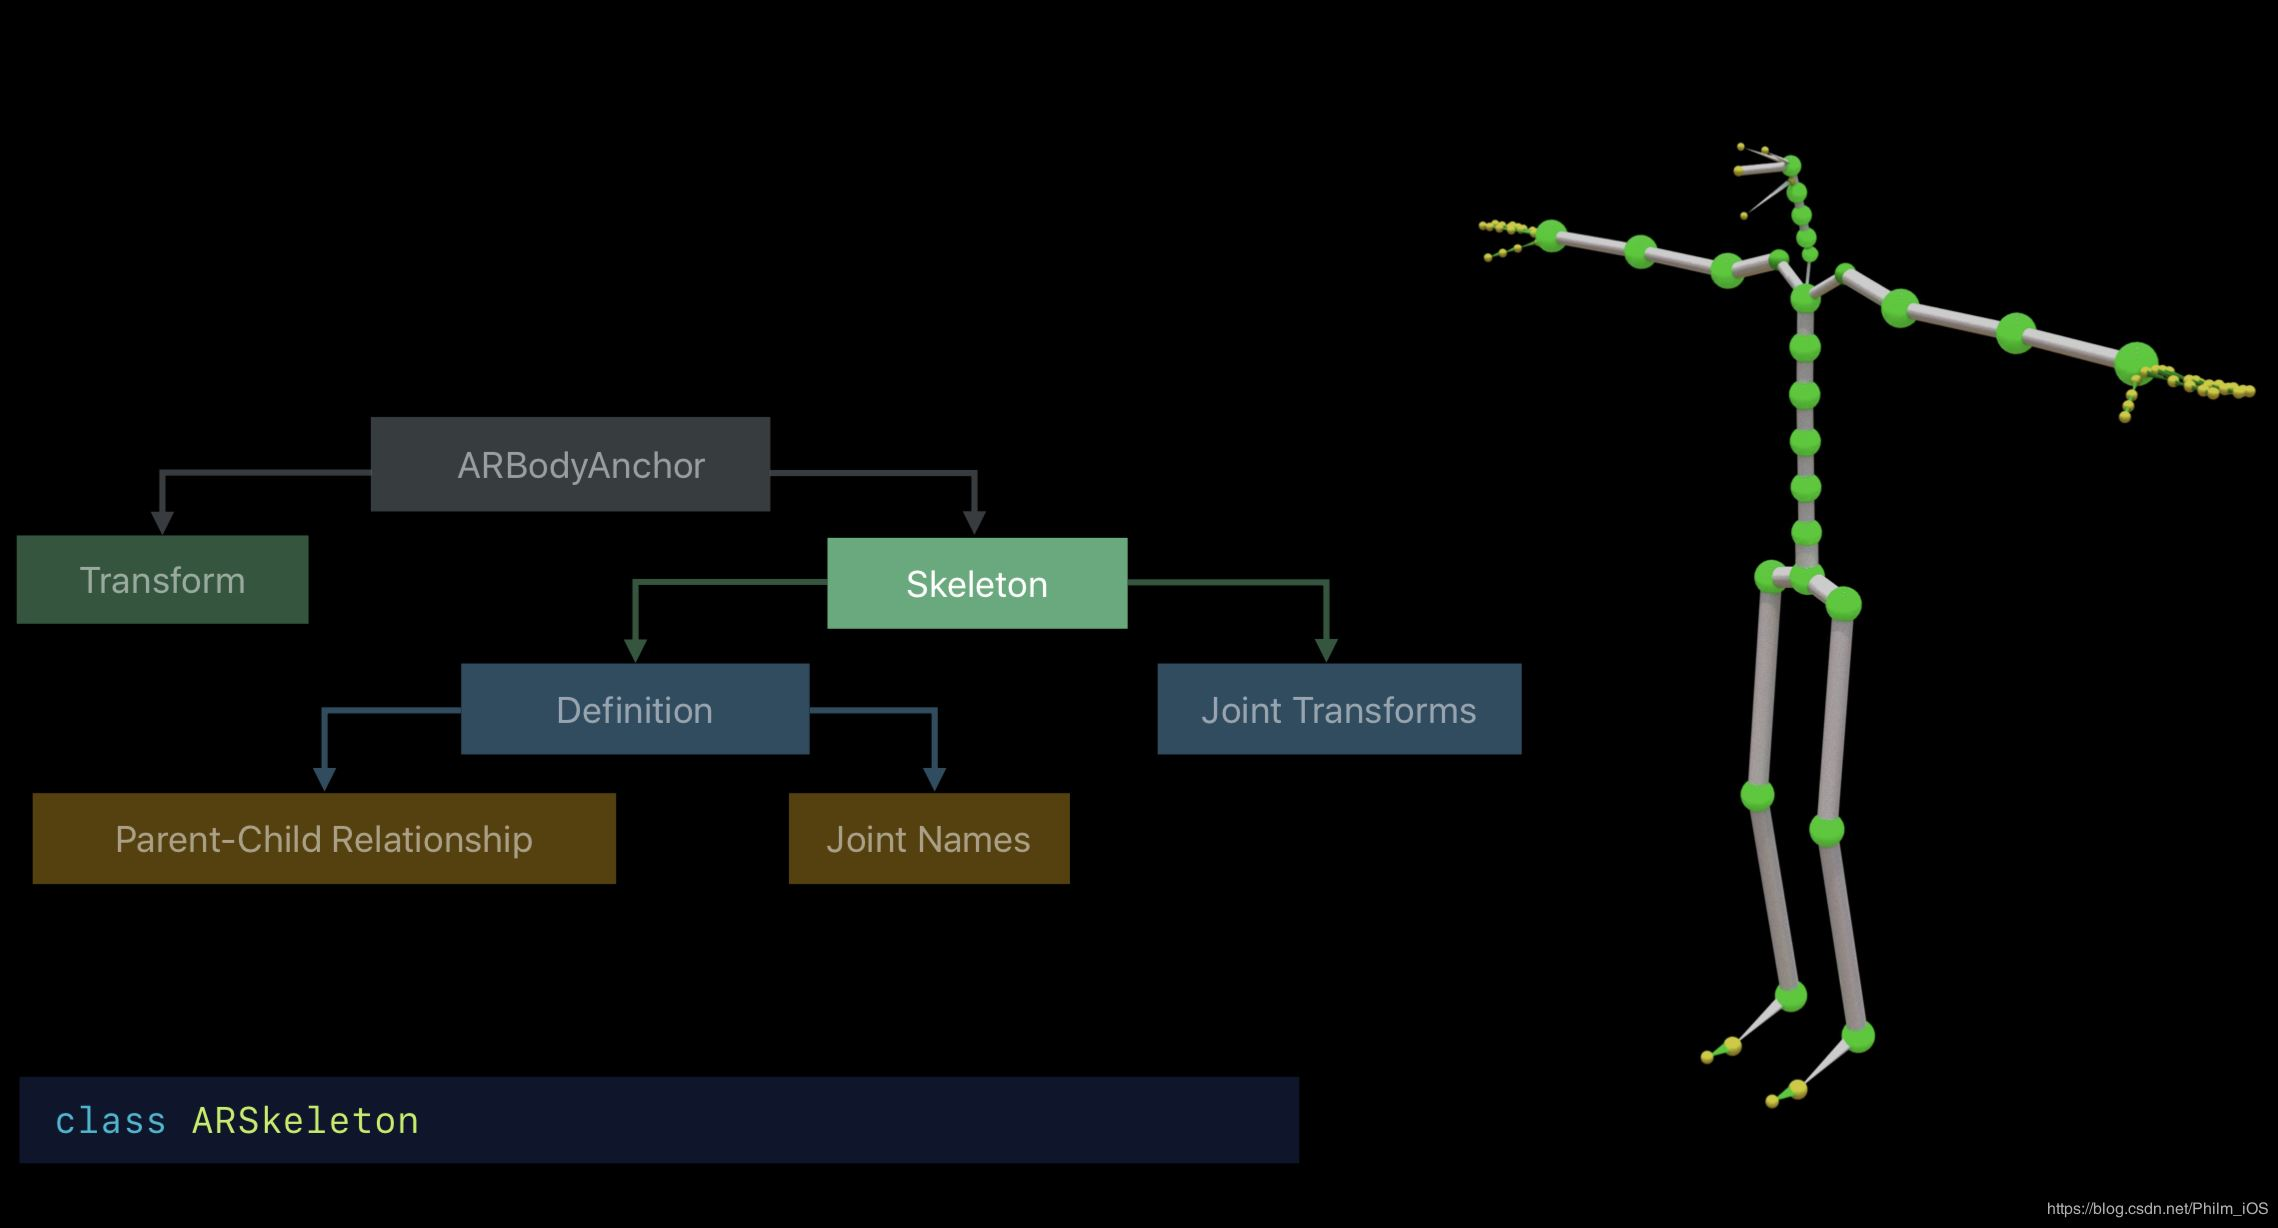 ARBodyAnchor
Transform
Skeleton
Definition
Joint Transforms
Parent-Child Relationship
Joint Names
class ARSkeleton
https://blog.csdn.net/Philm_iOS